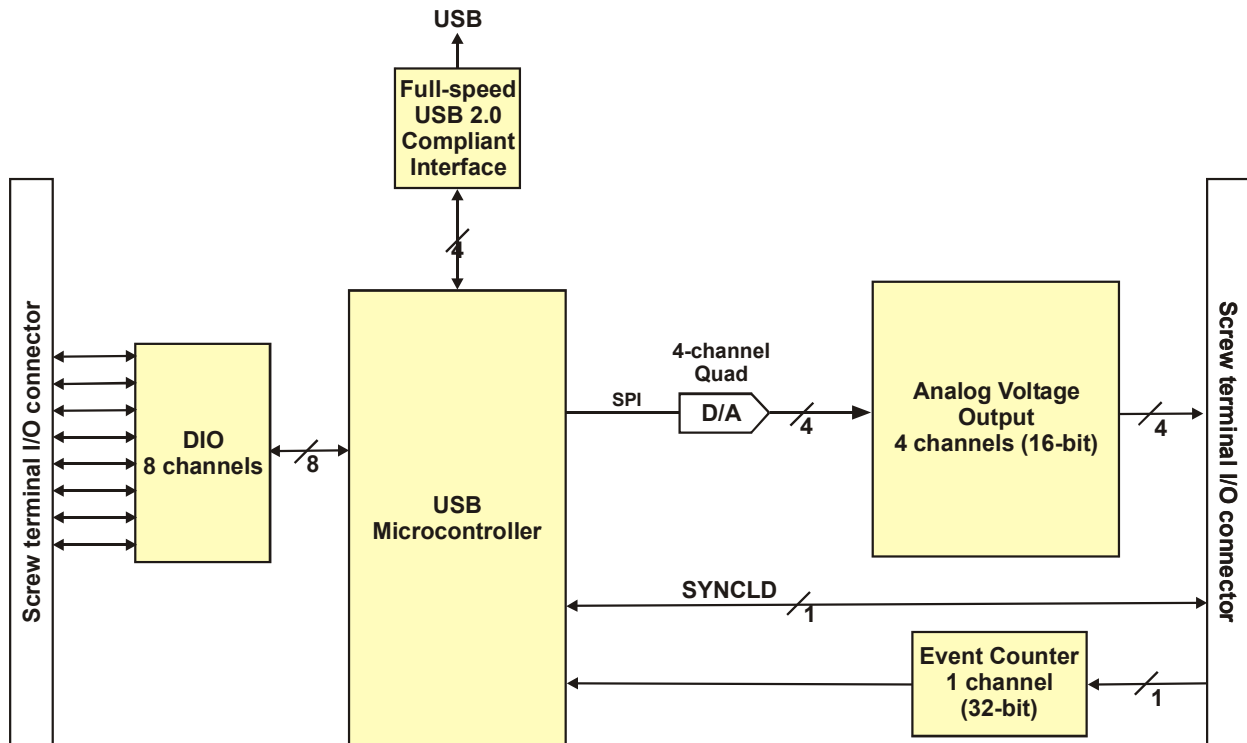 USB
Full-speed
USB 2.0
Compliant
Interface
4
Screw terminal I/O connector
DIO
8 channels
8
USB
Microcontroller
SPI
4-channel
Quad
D/A
4
Analog Voltage
Output
4 channels (16-bit)
4
SYNCLD
1
Event Counter
1 channel
(32-bit)
1
Screw terminal I/O connector